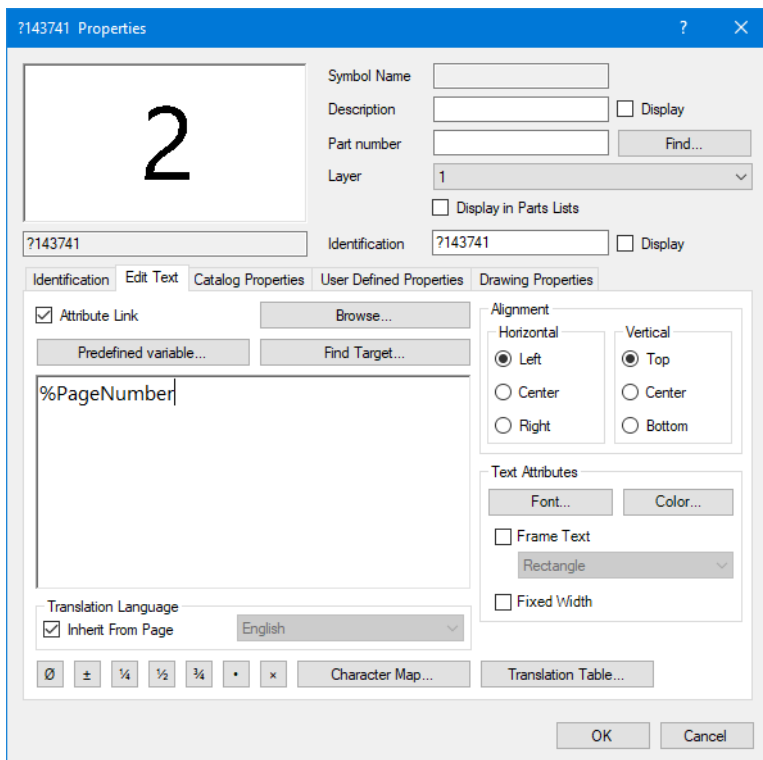 ?143741 Properties ? ×
2
?143741
Symbol Name
Description Display
Part number Find...
Layer 1
Display in Parts Lists
Identification ?143741 Display
Identification Edit Text Catalog Properties User Defined Properties Drawing Properties
Attribute Link Browse...
Predefined variable... Find Target...
%PageNumber
Alignment
Horizontal Vertical
Left Top
Center Center
Right Bottom
Text Attributes
Font... Color...
Frame Text
Rectangle
Fixed Width
Translation Language
Inherit From Page English
Ø ± ¼ ½ ¾ • × Character Map... Translation Table...
OK Cancel